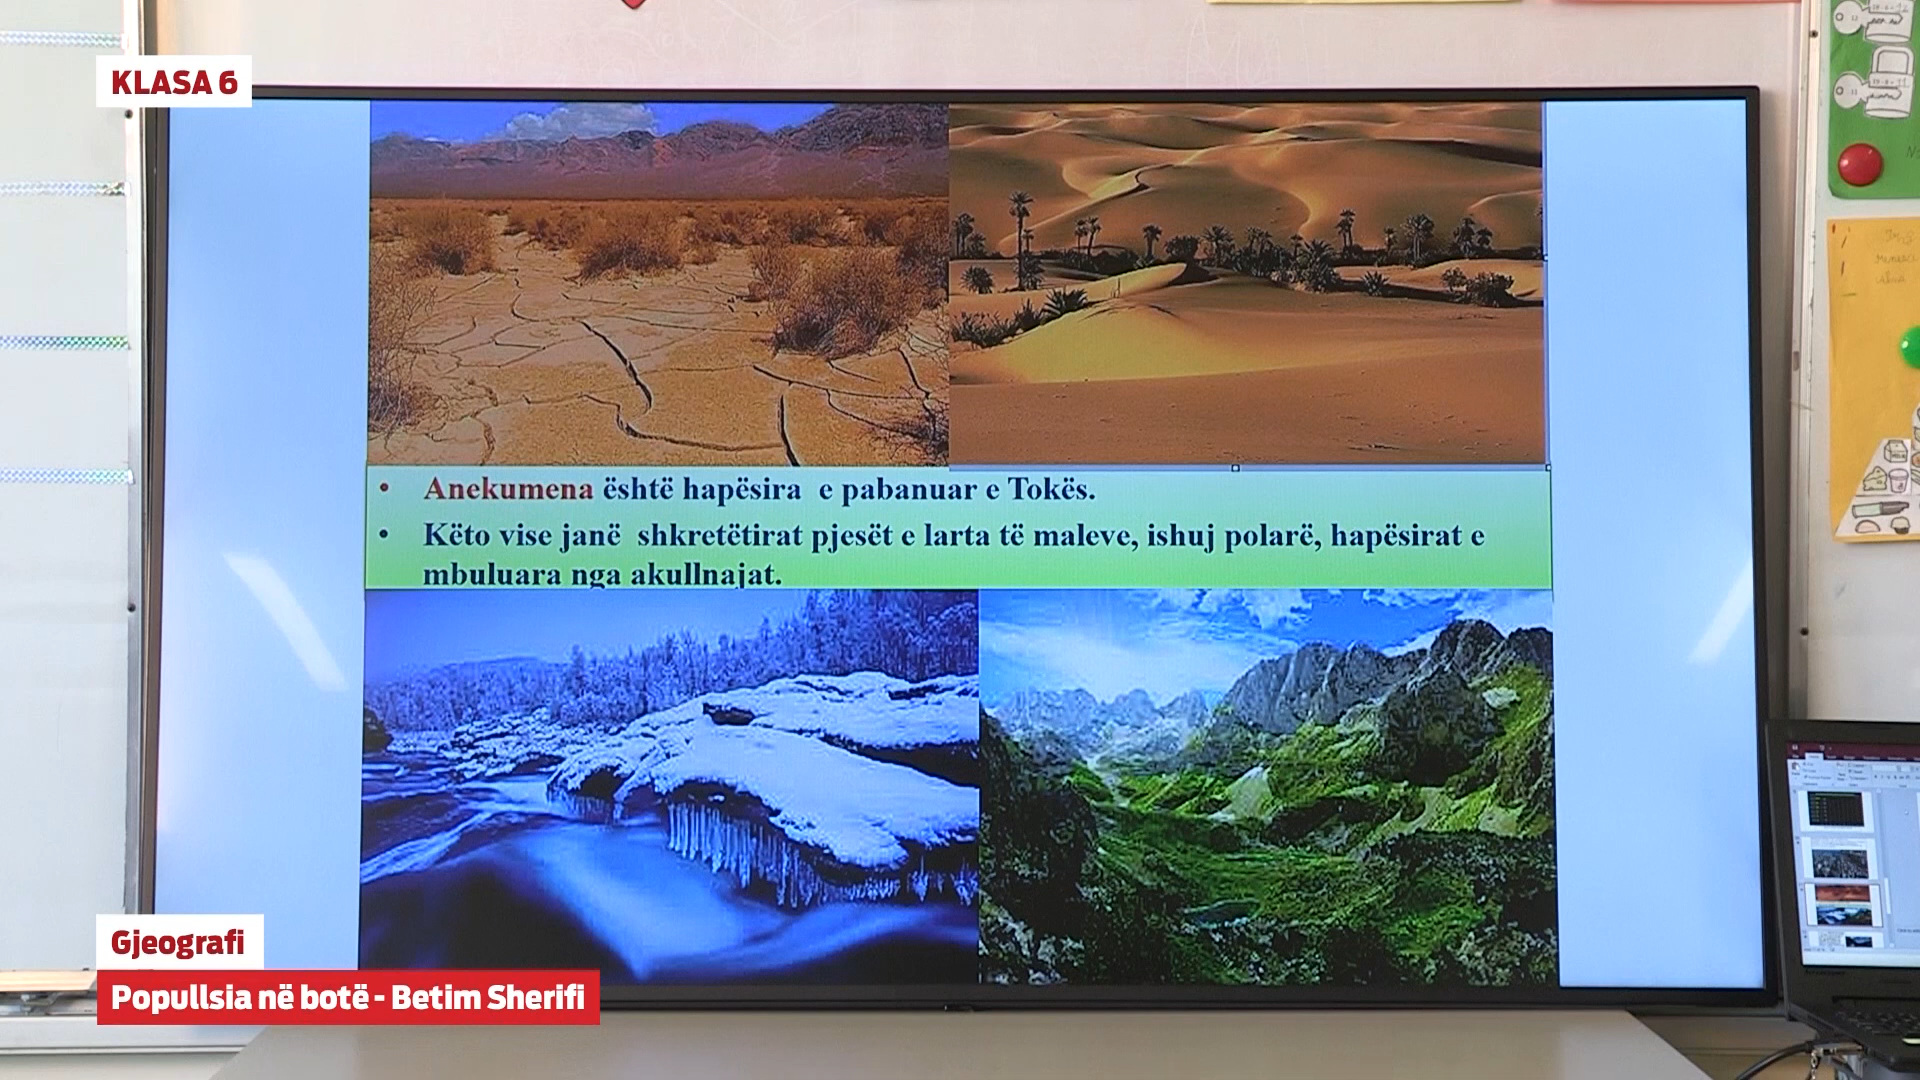 KLASA 6
• Anekumena është hapësira e pabanuar e Tokës.
• Këto vise janë shkretëtirat pjesët e larta të maleve, ishuj polarë, hapësirat e
mbuluara nga akullnajat.
Gjeografi
Popullsia në botë - Betim Sherifi